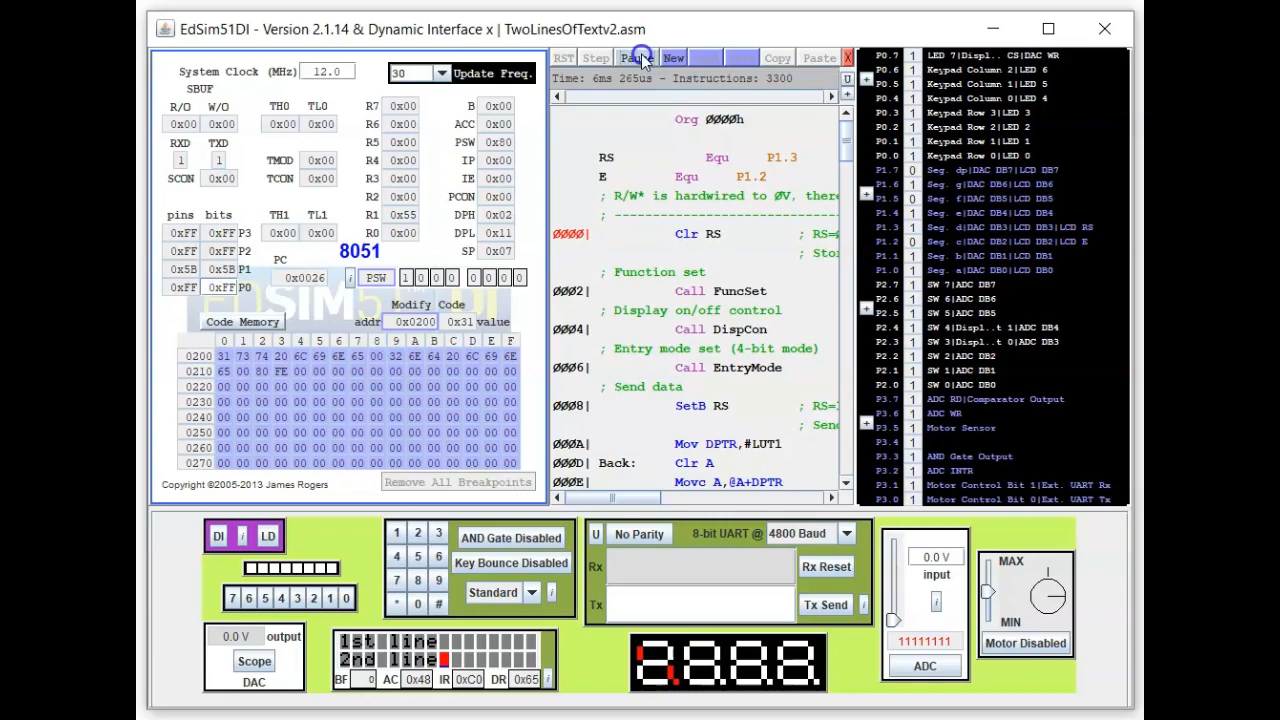 EdSim51DI - Version 2.1.14 & Dynamic Interface x | TwoLinesOfTextv2.asm
System Clock (MHz) 12.0
30 Update Freq.
SBUF
R/O W/O TH0 TL0 R7 0x00 B 0x00
0x00 0x00 0x00 0x00 R6 0x00 ACC 0x00
RXD TXD R5 0x00 PSW 0x80
1 1 TMOD 0x00 R4 0x00 IP 0x00
SCON 0x00 TCON 0x00 R3 0x00 IE 0x00
R2 0x00 PCON 0x00
pins bits TH1 TL1 R1 0x55 DPH 0x02
0xFF 0xFF P3 0x00 0x00 R0 0x00 DPL 0x11
0xFF 0xFF P2 8051 SP 0x07
0x5B 0x5B P1 PC 0x0026 i PSW 1 0 0 0 0 0 0 0
0xFF 0xFF P0
Modify Code
Code Memory addr 0x0200 0x31 value
0 1 2 3 4 5 6 7 8 9 A B C D E F
0200 31 73 74 20 6C 69 6E 65 00 32 6E 64 20 6C 69 6E
0210 65 00 80 FE 00 00 00 00 00 00 00 00 00 00 00 00
0220 00 00 00 00 00 00 00 00 00 00 00 00 00 00 00 00
0230 00 00 00 00 00 00 00 00 00 00 00 00 00 00 00 00
0240 00 00 00 00 00 00 00 00 00 00 00 00 00 00 00 00
0250 00 00 00 00 00 00 00 00 00 00 00 00 00 00 00 00
0260 00 00 00 00 00 00 00 00 00 00 00 00 00 00 00 00
0270 00 00 00 00 00 00 00 00 00 00 00 00 00 00 00 00
Copyright ©2005-2013 James Rogers Remove All Breakpoints
RST Step New Copy Paste X
Time: 6ms 265us - Instructions: 3300 U
Org 0000h
RS Equ P1.3
E Equ P1.2
; R/W* is hardwired to 0V, there
; --------------------------------
0000| Clr RS ; RS=
; Sto
; Function set
0002| Call FuncSet
; Display on/off control
0004| Call DispCon
; Entry mode set (4-bit mode)
0006| Call EntryMode
; Send data
0008| SetB RS ; RS=
; Send
000A| Mov DPTR,#LUT1
000D| Back: Clr A
000E| Movc A,@A+DPTR
P0.7 1 LED 7|Displ.. CS|DAC WR
P0.6 1 Keypad Column 2|LED 6
P0.5 1 Keypad Column 1|LED 5
P0.4 1 Keypad Column 0|LED 4
P0.3 1 Keypad Row 3|LED 3
P0.2 1 Keypad Row 2|LED 2
P0.1 1 Keypad Row 1|LED 1
P0.0 1 Keypad Row 0|LED 0
P1.7 0 Seg. dp|DAC DB7|LCD DB7
P1.6 1 Seg. g|DAC DB6|LCD DB6
P1.5 0 Seg. f|DAC DB5|LCD DB5
P1.4 1 Seg. e|DAC DB4|LCD DB4
P1.3 1 Seg. d|DAC DB3|LCD DB3|LCD RS
P1.2 0 Seg. c|DAC DB2|LCD DB2|LCD E
P1.1 1 Seg. b|DAC DB1|LCD DB1
P1.0 1 Seg. a|DAC DB0|LCD DB0
P2.7 1 SW 7|ADC DB7
P2.6 1 SW 6|ADC DB6
P2.5 1 SW 5|ADC DB5
P2.4 1 SW 4|Displ..t 1|ADC DB4
P2.3 1 SW 3|Displ..t 0|ADC DB3
P2.2 1 SW 2|ADC DB2
P2.1 1 SW 1|ADC DB1
P2.0 1 SW 0|ADC DB0
P3.7 1 ADC RD|Comparator Output
P3.6 1 ADC WR
P3.5 1 Motor Sensor
P3.4 1
P3.3 1 AND Gate Output
P3.2 1 ADC INTR
P3.1 1 Motor Control Bit 1|Ext. UART Rx
P3.0 1 Motor Control Bit 0|Ext. UART Tx
DI i LD
7 6 5 4 3 2 1 0
0.0 V output
Scope
DAC
1 2 3
4 5 6
7 8 9
* 0 #
AND Gate Disabled
Key Bounce Disabled
Standard i
1st line
2nd line
BF 0 AC 0x48 IR 0xC0 DR 0x65 i
U No Parity 8-bit UART @ 4800 Baud
Rx Rx Reset
Tx Tx Send i
8.8.8.8.
0.0 V
input
i
11111111
ADC
MAX
MIN
Motor Disabled